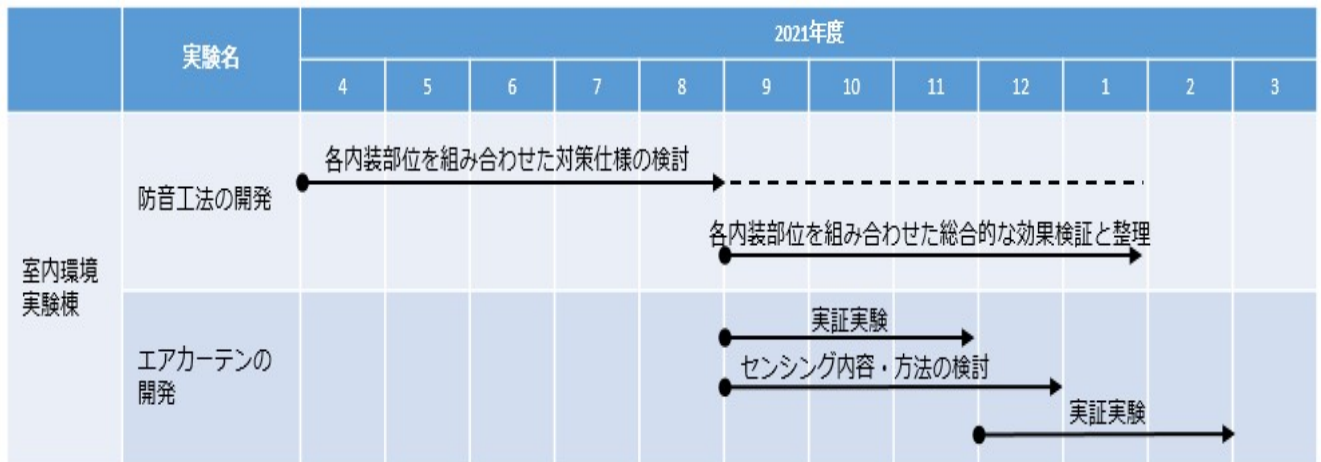 実験名
2021年度
4 5 6 7 8 9 10 11 12 1 2 3
室内環境
実験棟
防音工法の開発
各内装部位を組み合わせた対策仕様の検討
各内装部位を組み合わせた総合的な効果検証と整理
エアカーテンの
開発
実証実験
センシング内容・方法の検討
実証実験